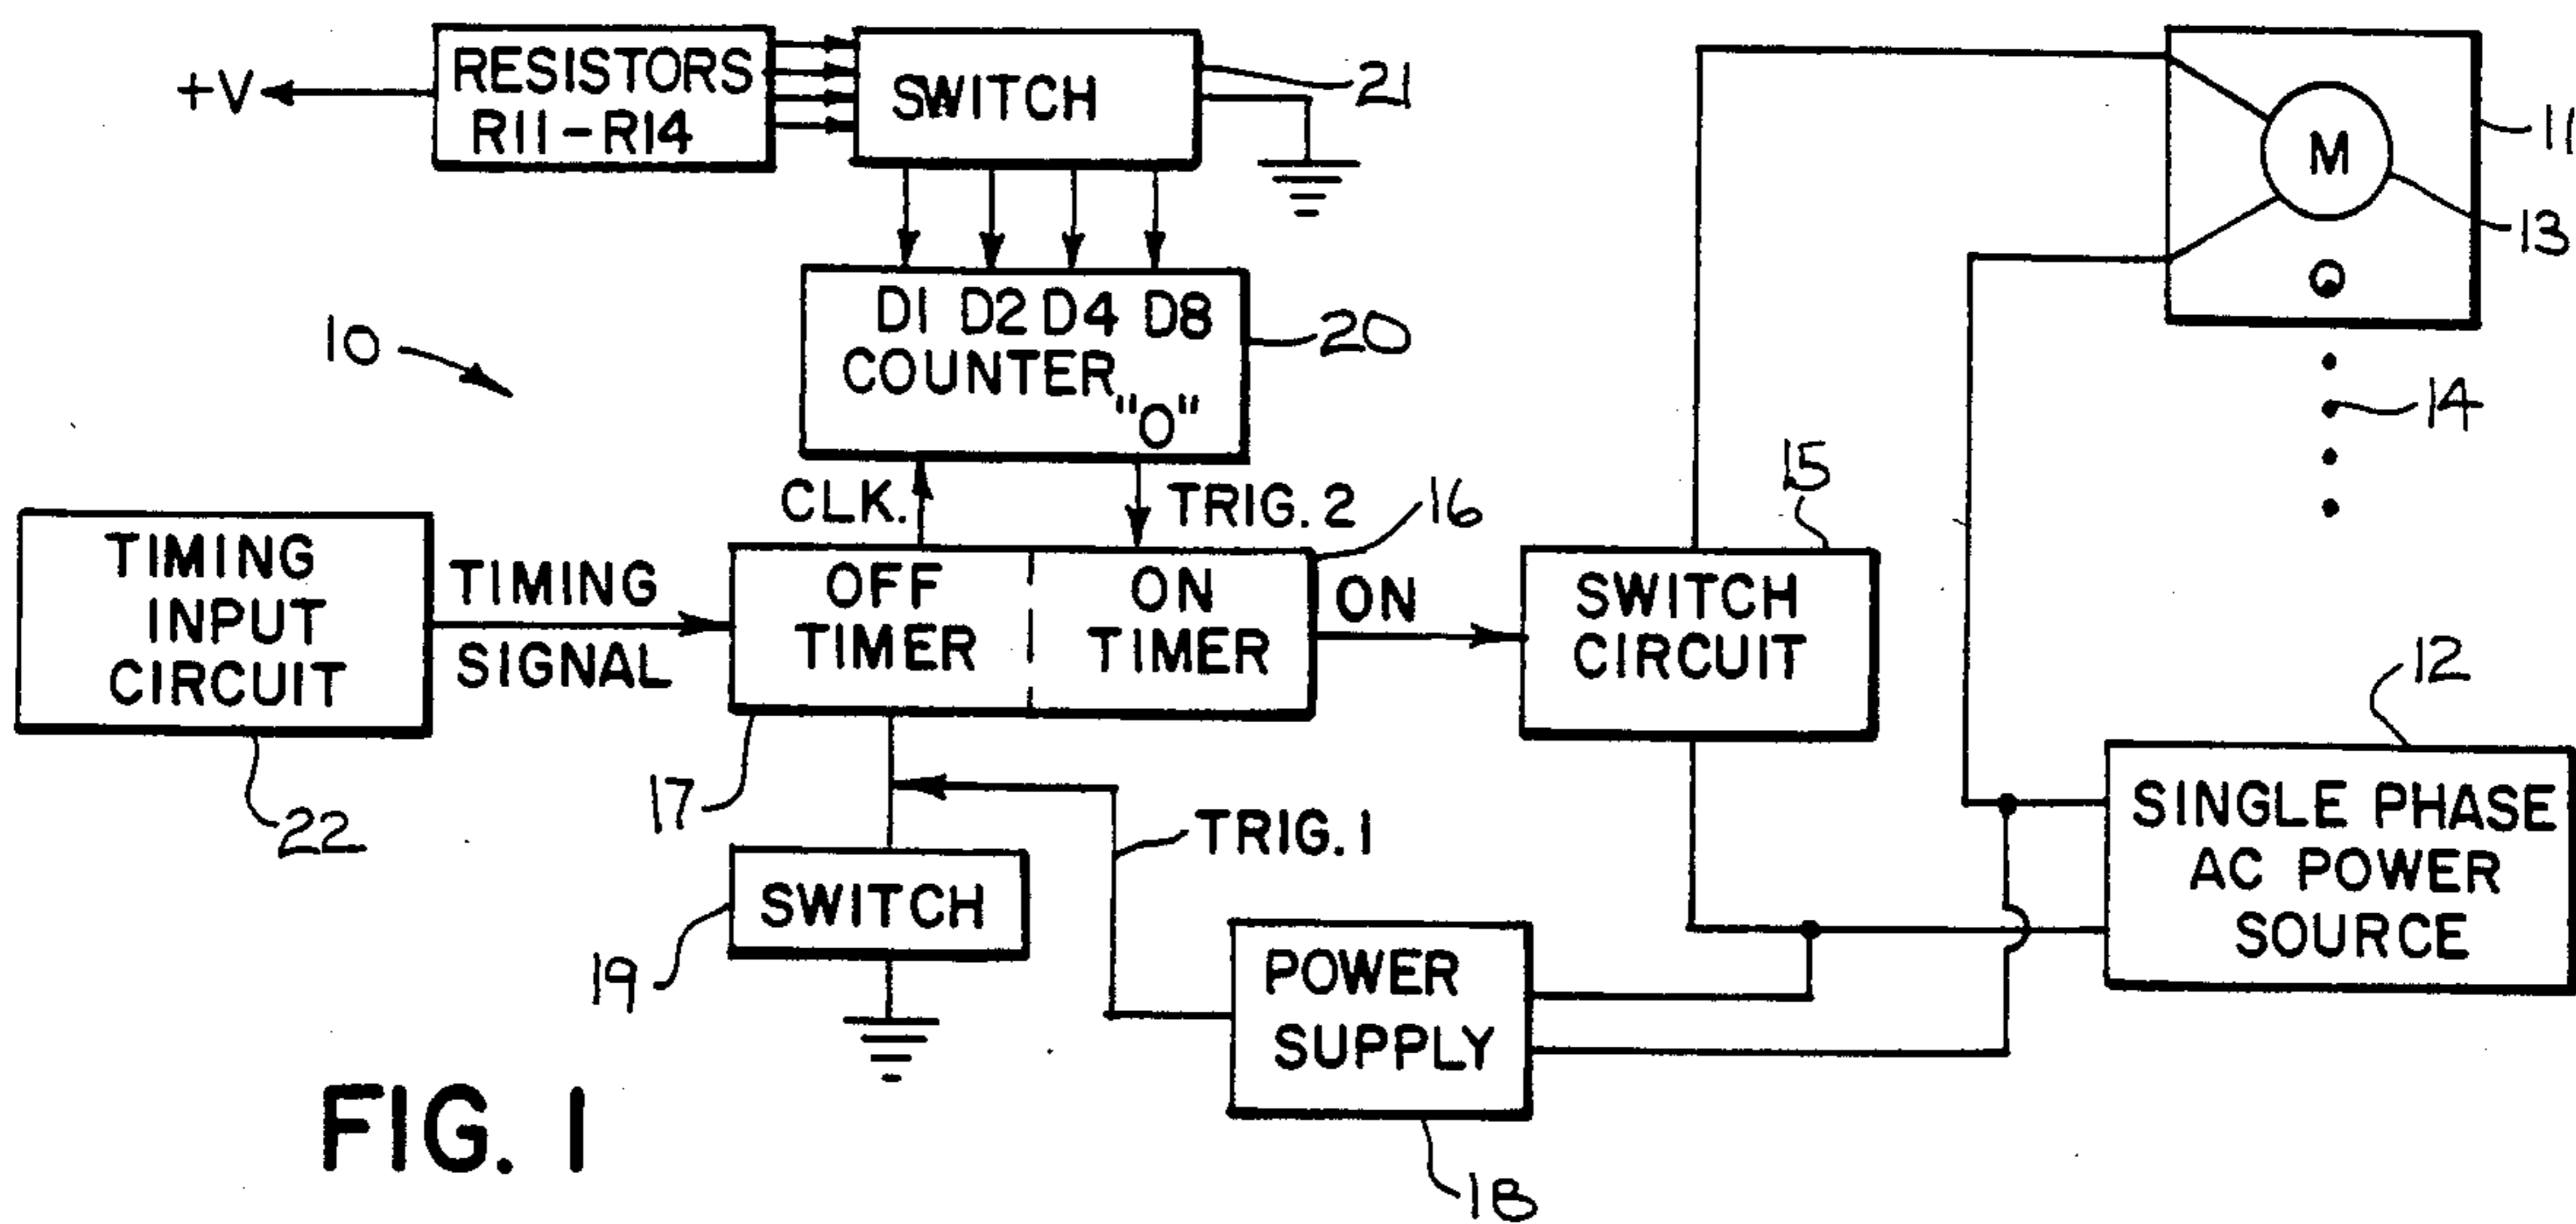 +V
RESISTORS
R11-R14
SWITCH
21
M
11
13
14
10
D1 D2 D4 D8
COUNTER
"0"
20
CLK.
TRIG. 2
16
15
TIMING
INPUT
CIRCUIT
22
TIMING
SIGNAL
OFF
TIMER
ON
TIMER
17
ON
SWITCH
CIRCUIT
12
SINGLE PHASE
AC POWER
SOURCE
TRIG. 1
SWITCH
19
POWER
SUPPLY
18
FIG. 1